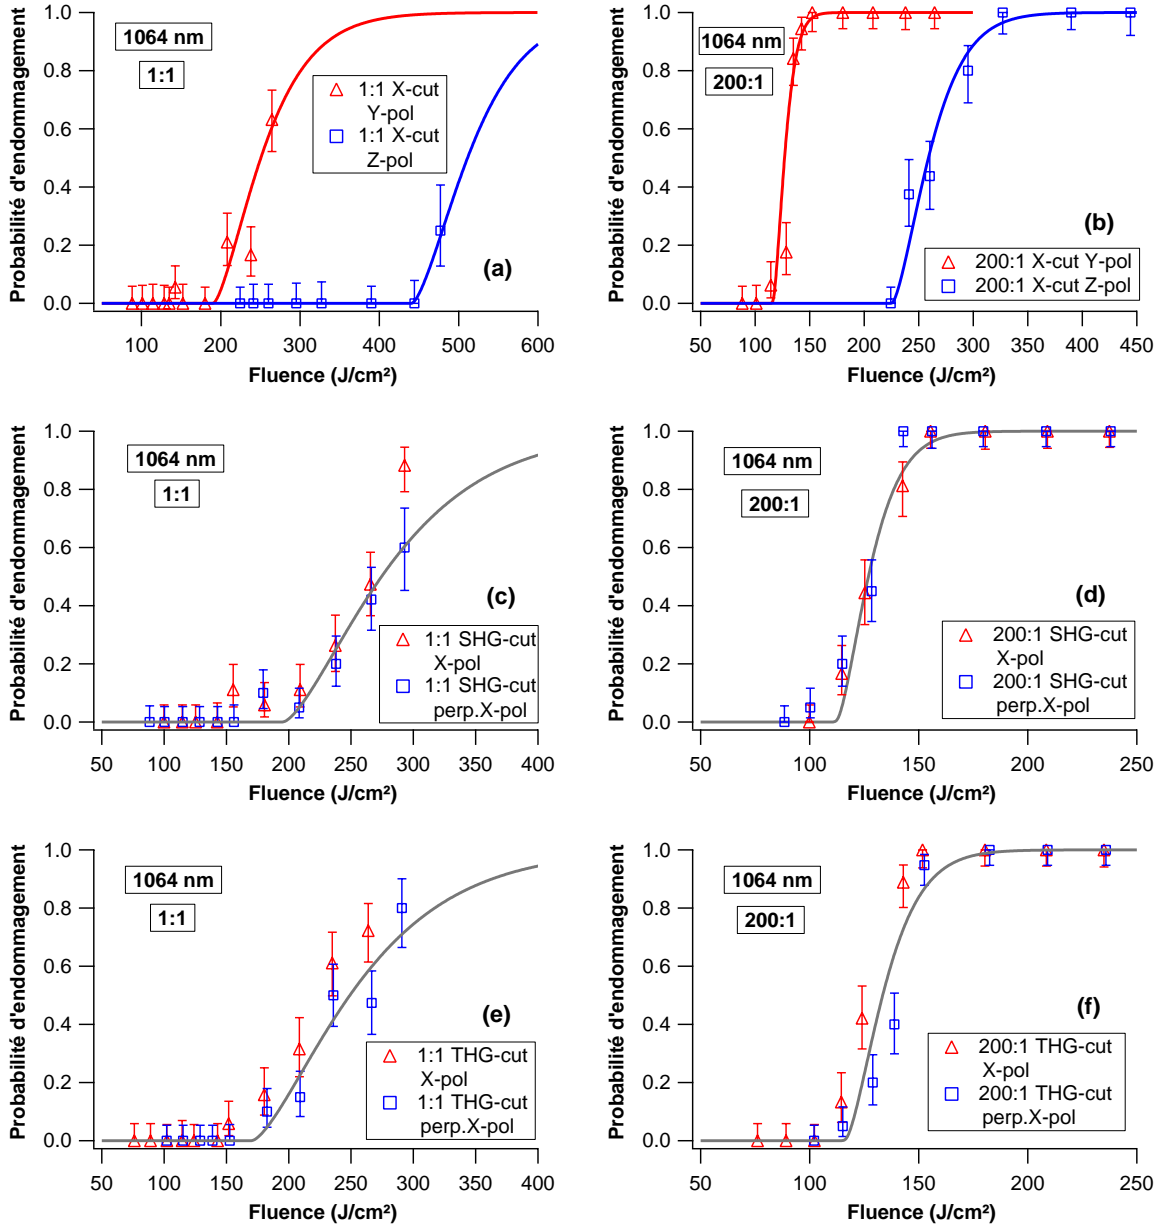 1.0
0.8
0.6
0.4
0.2
0.0
Probabilité d'endommagement
1064 nm
1:1
1:1 X-cut
Y-pol
1:1 X-cut
Z-pol
(a)
100 200 300 400 500 600
Fluence (J/cm²)
1.0
0.8
0.6
0.4
0.2
0.0
Probabilité d'endommagement
1064 nm
200:1
(b)
200:1 X-cut Y-pol
200:1 X-cut Z-pol
50 100 150 200 250 300 350 400 450
Fluence (J/cm²)
1.0
0.8
0.6
0.4
0.2
0.0
Probabilité d'endommagement
1064 nm
1:1
(c)
1:1 SHG-cut
X-pol
1:1 SHG-cut
perp.X-pol
50 100 150 200 250 300 350 400
Fluence (J/cm²)
1.0
0.8
0.6
0.4
0.2
0.0
Probabilité d'endommagement
1064 nm
200:1
(d)
200:1 SHG-cut
X-pol
200:1 SHG-cut
perp.X-pol
50 100 150 200 250
Fluence (J/cm²)
1.0
0.8
0.6
0.4
0.2
0.0
Probabilité d'endommagement
1064 nm
1:1
(e)
1:1 THG-cut
X-pol
1:1 THG-cut
perp.X-pol
50 100 150 200 250 300 350 400
Fluence (J/cm²)
1.0
0.8
0.6
0.4
0.2
0.0
Probabilité d'endommagement
1064 nm
200:1
(f)
200:1 THG-cut
X-pol
200:1 THG-cut
perp.X-pol
50 100 150 200 250
Fluence (J/cm²)